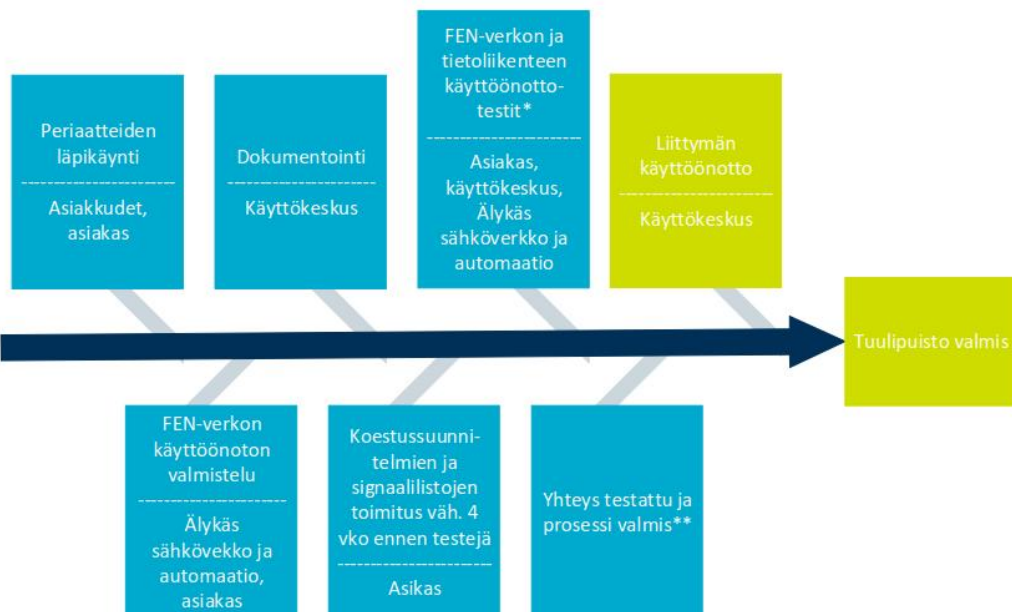 Periaatteiden
läpikäynti
Asiakkudet,
asiakas
Dokumentointi
Käyttökeskus
FEN-verkon ja
tietoliikenteen
käyttöönotto-
testit*
Asiakas,
käyttökeskus,
Älykäs
sähköverkko ja
automaatio
Liittymän
käyttöönotto
Käyttökeskus
Tuulipuisto valmis
FEN-verkon
käyttöönoton
valmistelu
Älykäs
sähkövekko ja
automaatio,
asiakas
Koestussuunni-
telmien ja
signaalilistojen
toimitus väh. 4
vko ennen testejä
Asikas
Yhteys testattu ja
prosessi valmis**